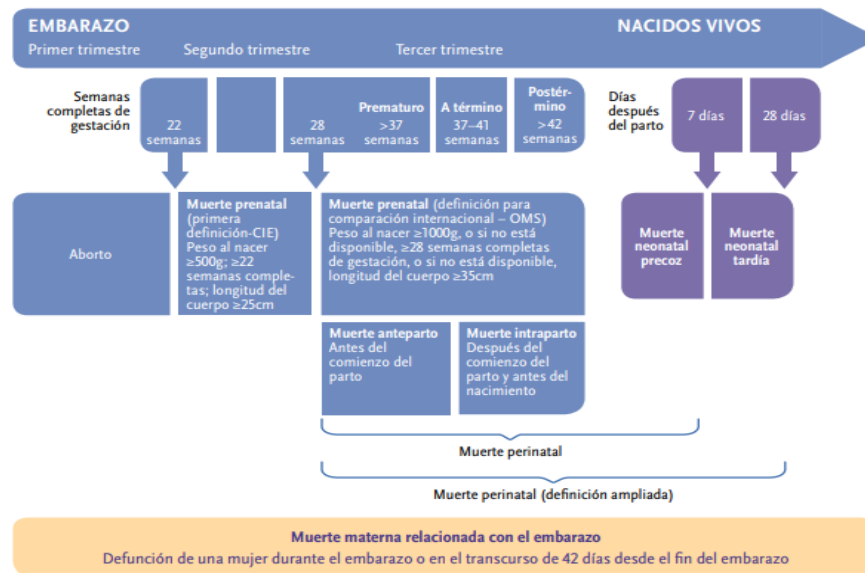 EMBARAZO
NACIDOS VIVOS
Primer trimestre
Segundo trimestre
Tercer trimestre
Semanas
completas de
gestación
22
semanas
28
semanas
Prematuro
>37
semanas
A término
37–41
semanas
Postér-
mino
>42
semanas
Días
después
del parto
7 días
28 días
Aborto
Muerte prenatal
(primera
definición-CIE)
Peso al nacer
≥500g; ≥22
semanas comple-
tas; longitud del
cuerpo ≥25cm
Muerte prenatal (definición para
comparación internacional – OMS)
Peso al nacer ≥1000g, o si no está
disponible, ≥28 semanas completas
de gestación, o si no está disponible,
longitud del cuerpo ≥35cm
Muerte
neonatal
precoz
Muerte
neonatal
tardía
Muerte anteparto
Antes del
comienzo del
parto
Muerte intraparto
Después del
comienzo del
parto y antes del
nacimiento
Muerte perinatal
Muerte perinatal (definición ampliada)
Muerte materna relacionada con el embarazo
Defunción de una mujer durante el embarazo o en el transcurso de 42 días desde el fin del embarazo